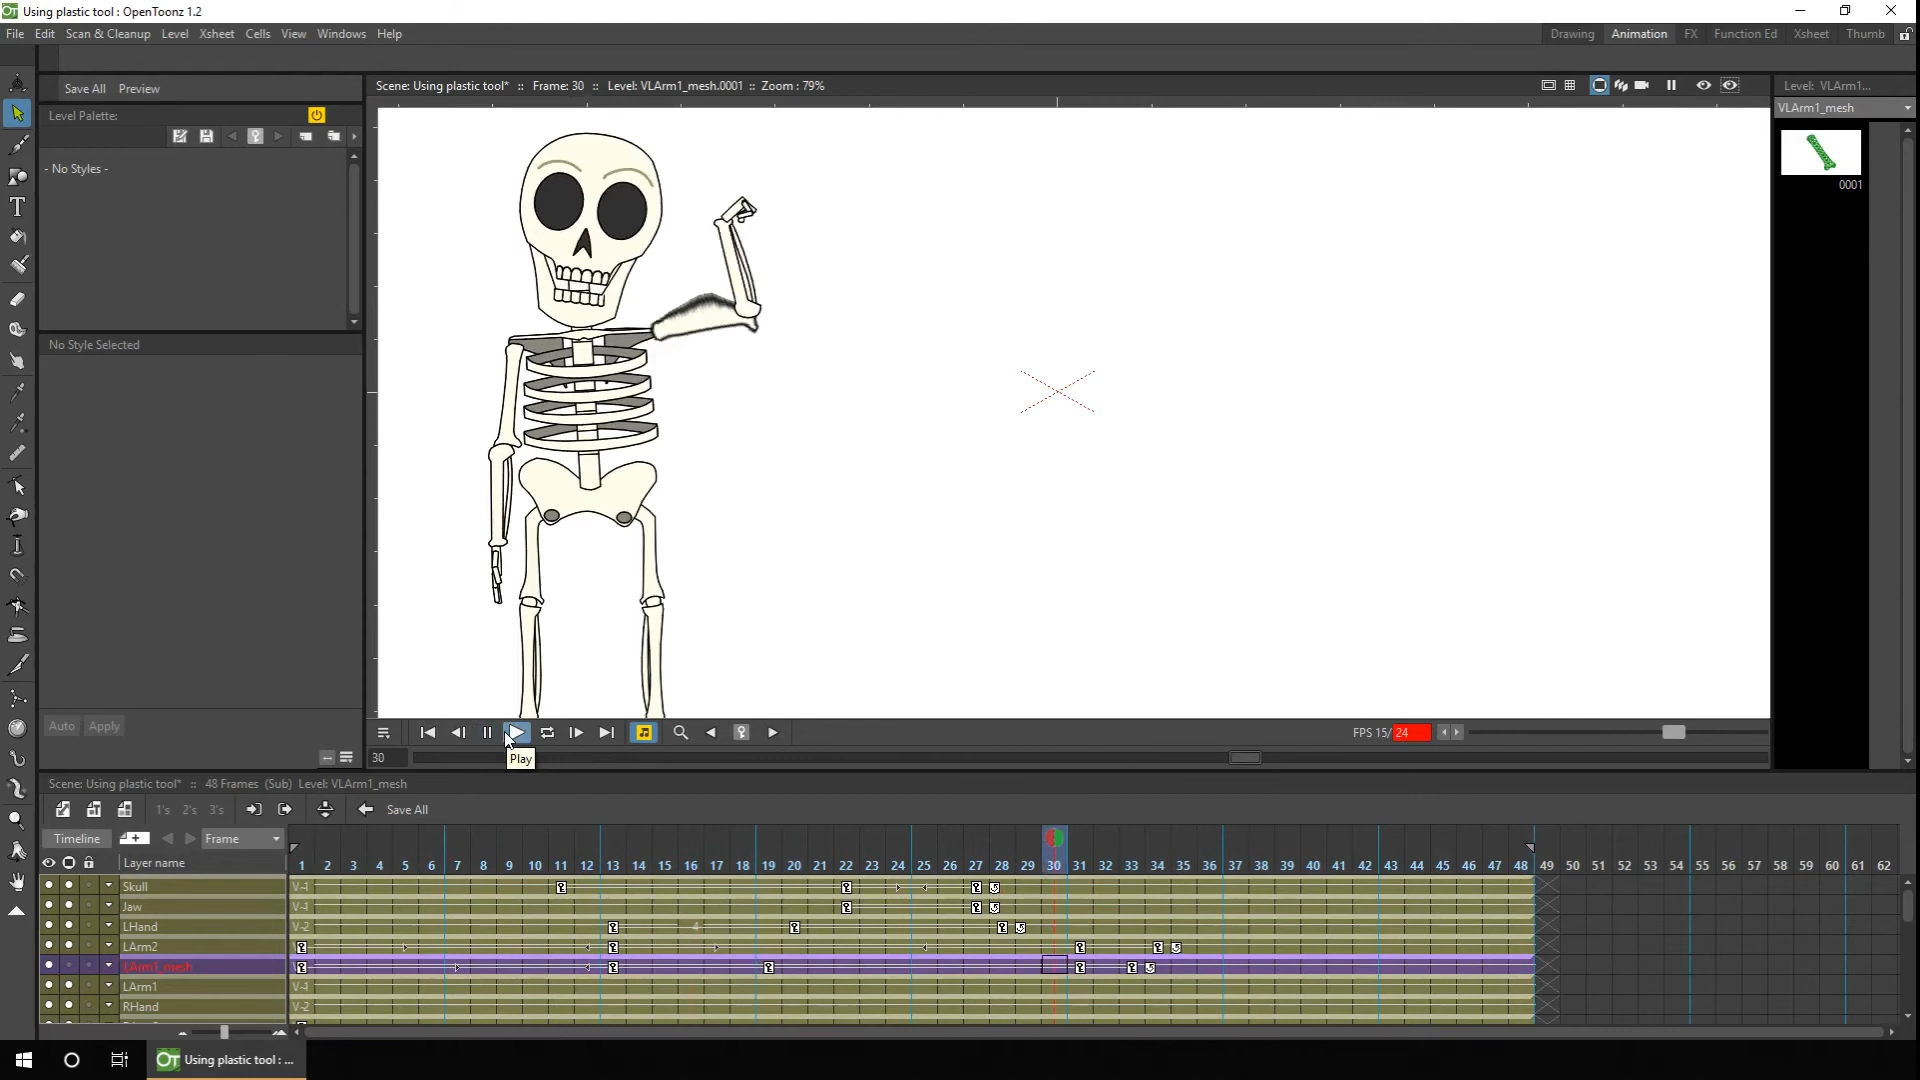 Using plastic tool : OpenToonz 1.2
File Edit Scan & Cleanup Level Xsheet Cells View Windows Help
Drawing Animation FX Function Ed Xsheet Thumb
Save All Preview
Scene: Using plastic tool* :: Frame: 30 :: Level: VLArm1_mesh.0001 :: Zoom : 79%
Level: VLArm1...
Level Palette:
VLArm1_mesh
- No Styles -
0001
No Style Selected
Auto Apply
FPS 15/24
30
Play
Scene: Using plastic tool* :: 48 Frames (Sub) Level: VLArm1_mesh
1's 2's 3's Save All
Timeline Frame
Layer name
1 2 3 4 5 6 7 8 9 10 11 12 13 14 15 16 17 18 19 20 21 22 23 24 25 26 27 28 29 30 31 32 33 34 35 36 37 38 39 40 41 42 43 44 45 46 47 48 49 50 51 52 53 54 55 56 57 58 59 60 61 62
Skull V-1
Jaw V-1
LHand V-2 4
LArm2
LArm1_mesh
LArm1 V-1
RHand V-2
Using plastic tool : ...